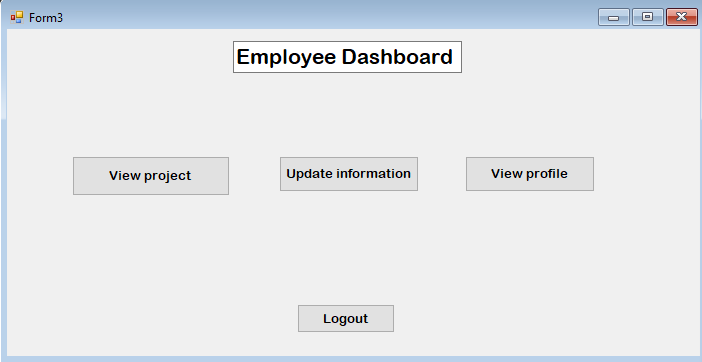 Form3
Employee Dashboard
View project
Update information
View profile
Logout